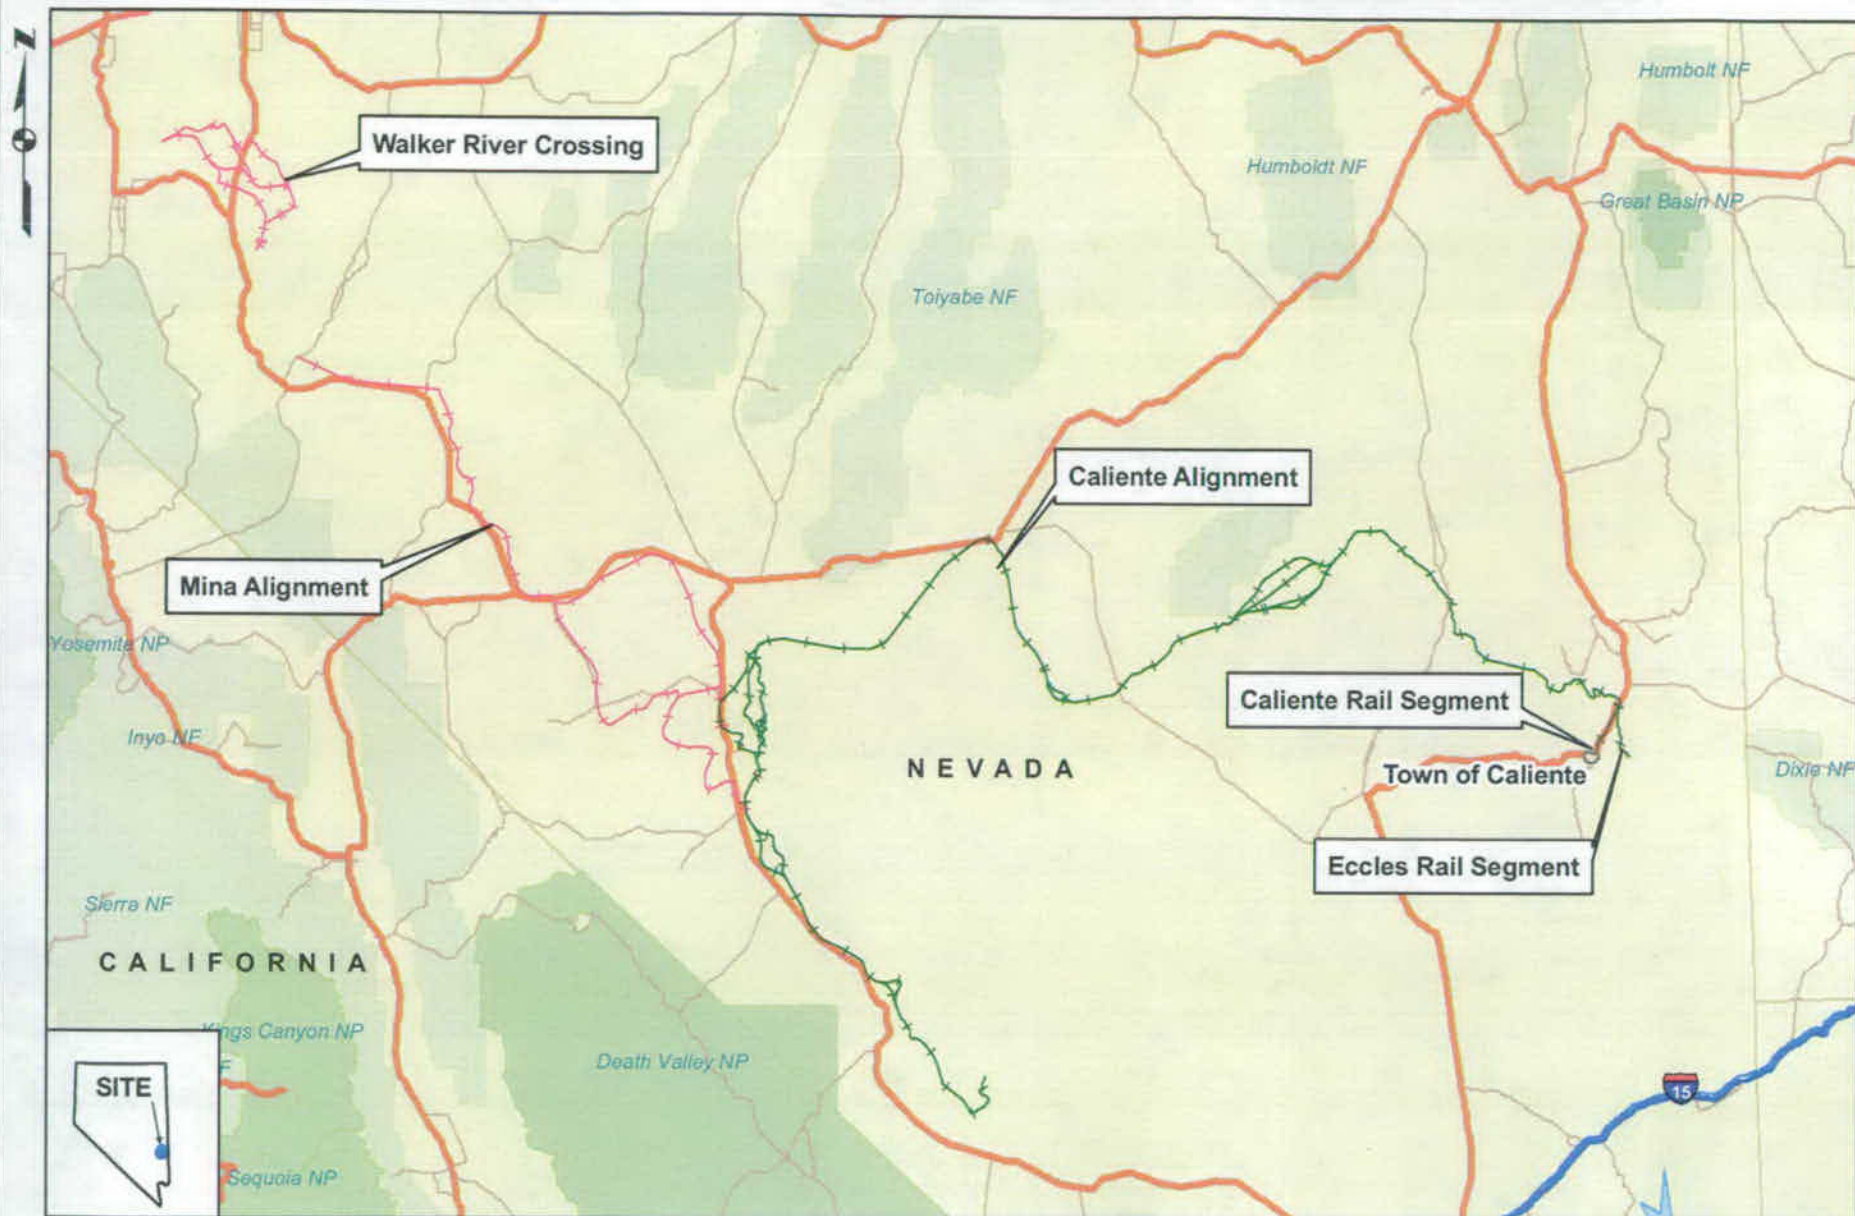 N
Humbolt NF
Walker River Crossing
Humboldt NF
Great Basin NP
Toiyabe NF
Caliente Alignment
Mina Alignment
Yosemite NP
Caliente Rail Segment
Inyo NF
NEVADA
Town of Caliente
Dixie NF
Eccles Rail Segment
Sierra NF
CALIFORNIA
ngs Canyon NP
F
Death Valley NP
SITE
15
Sequoia NP